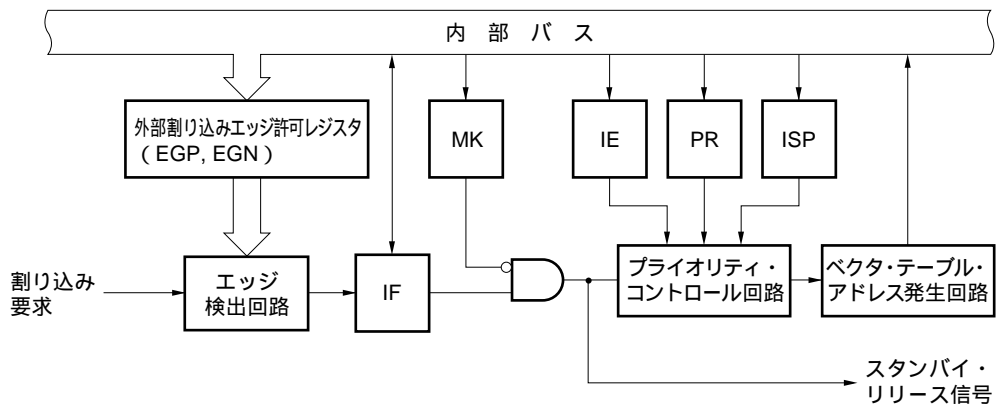 内 部 バ ス
外部割り込みエッジ許可レジスタ
（EGP, EGN）
MK
IE
PR
ISP
割り込み
要求
エッジ
検出回路
IF
プライオリティ・
コントロール回路
ベクタ・テーブル・
アドレス発生回路
スタンバイ・
リリース信号